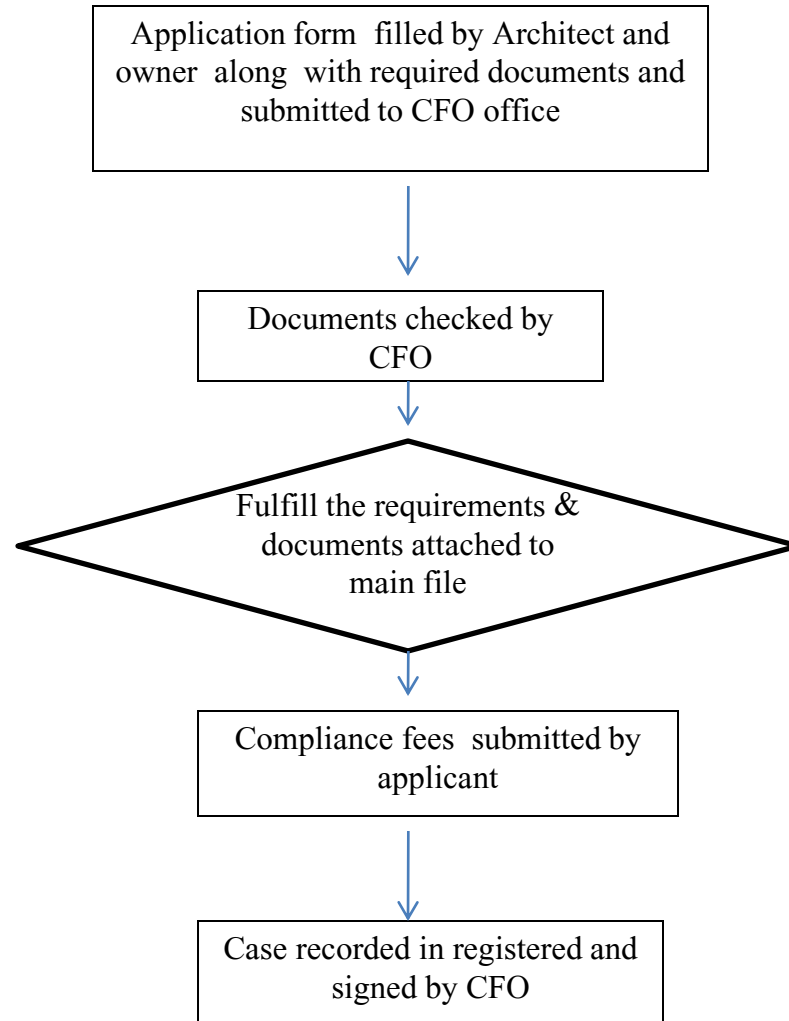 Application form filled by Architect and
owner along with required documents and
submitted to CFO office
Documents checked by
CFO
Fulfill the requirements &
documents attached to
main file
Compliance fees submitted by
applicant
Case recorded in registered and
signed by CFO